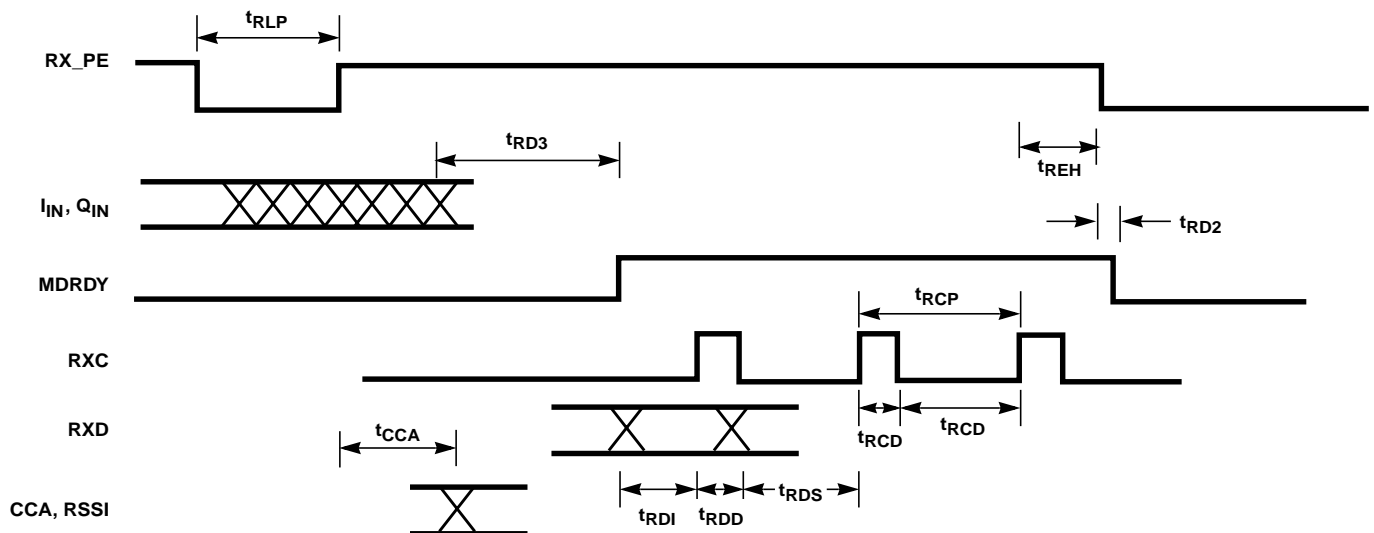 tRLP
RX_PE
tRD3
tREH
IIN, QIN
tRD2
MDRDY
tRCP
RXC
RXD
tCCA
tRCD
tRCD
tRDS
CCA, RSSI
tRDI
tRDD